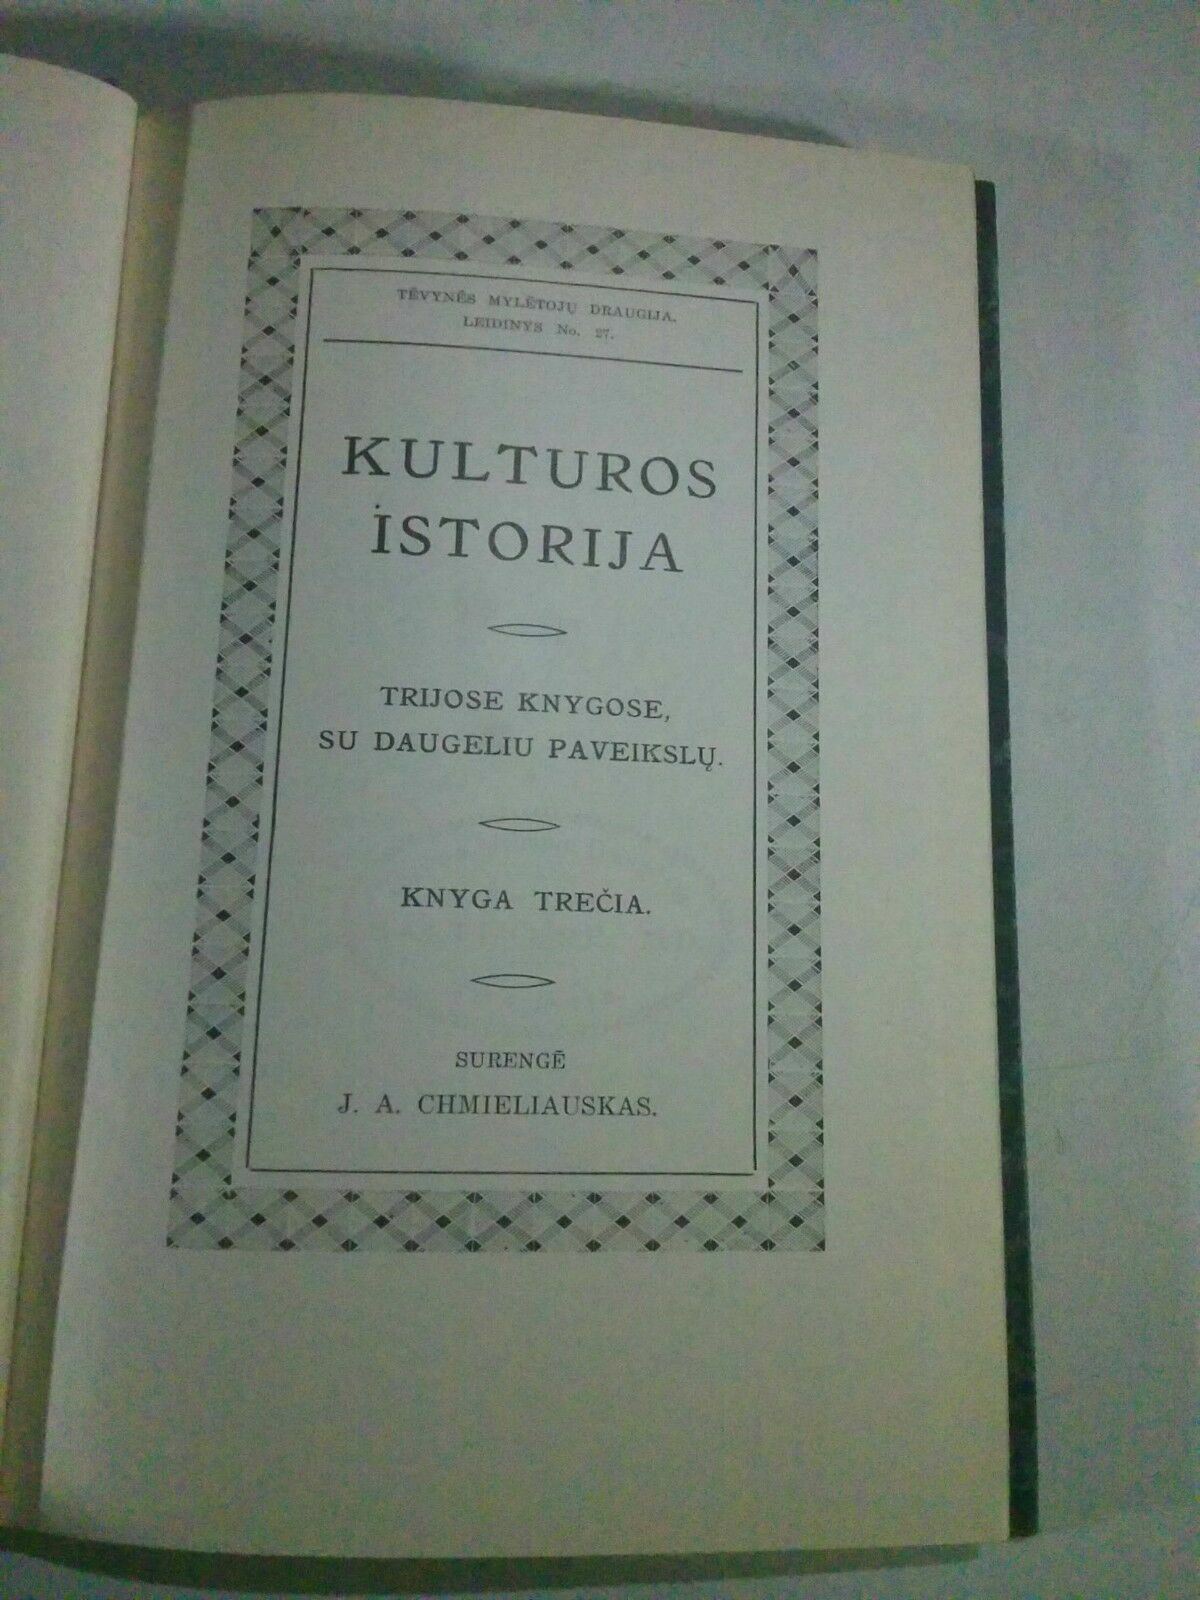 TĖVYNĖS MYLĖTOJŲ DRAUGIJA.
LEIDINYS No. 27.
KULTUROS
ISTORIJA
TRIJOSE KNYGOSE,
SU DAUGELIU PAVEIKSLŲ.
KNYGA TREČIA.
SURENGĖ
J. A. CHMIELIAUSKAS.